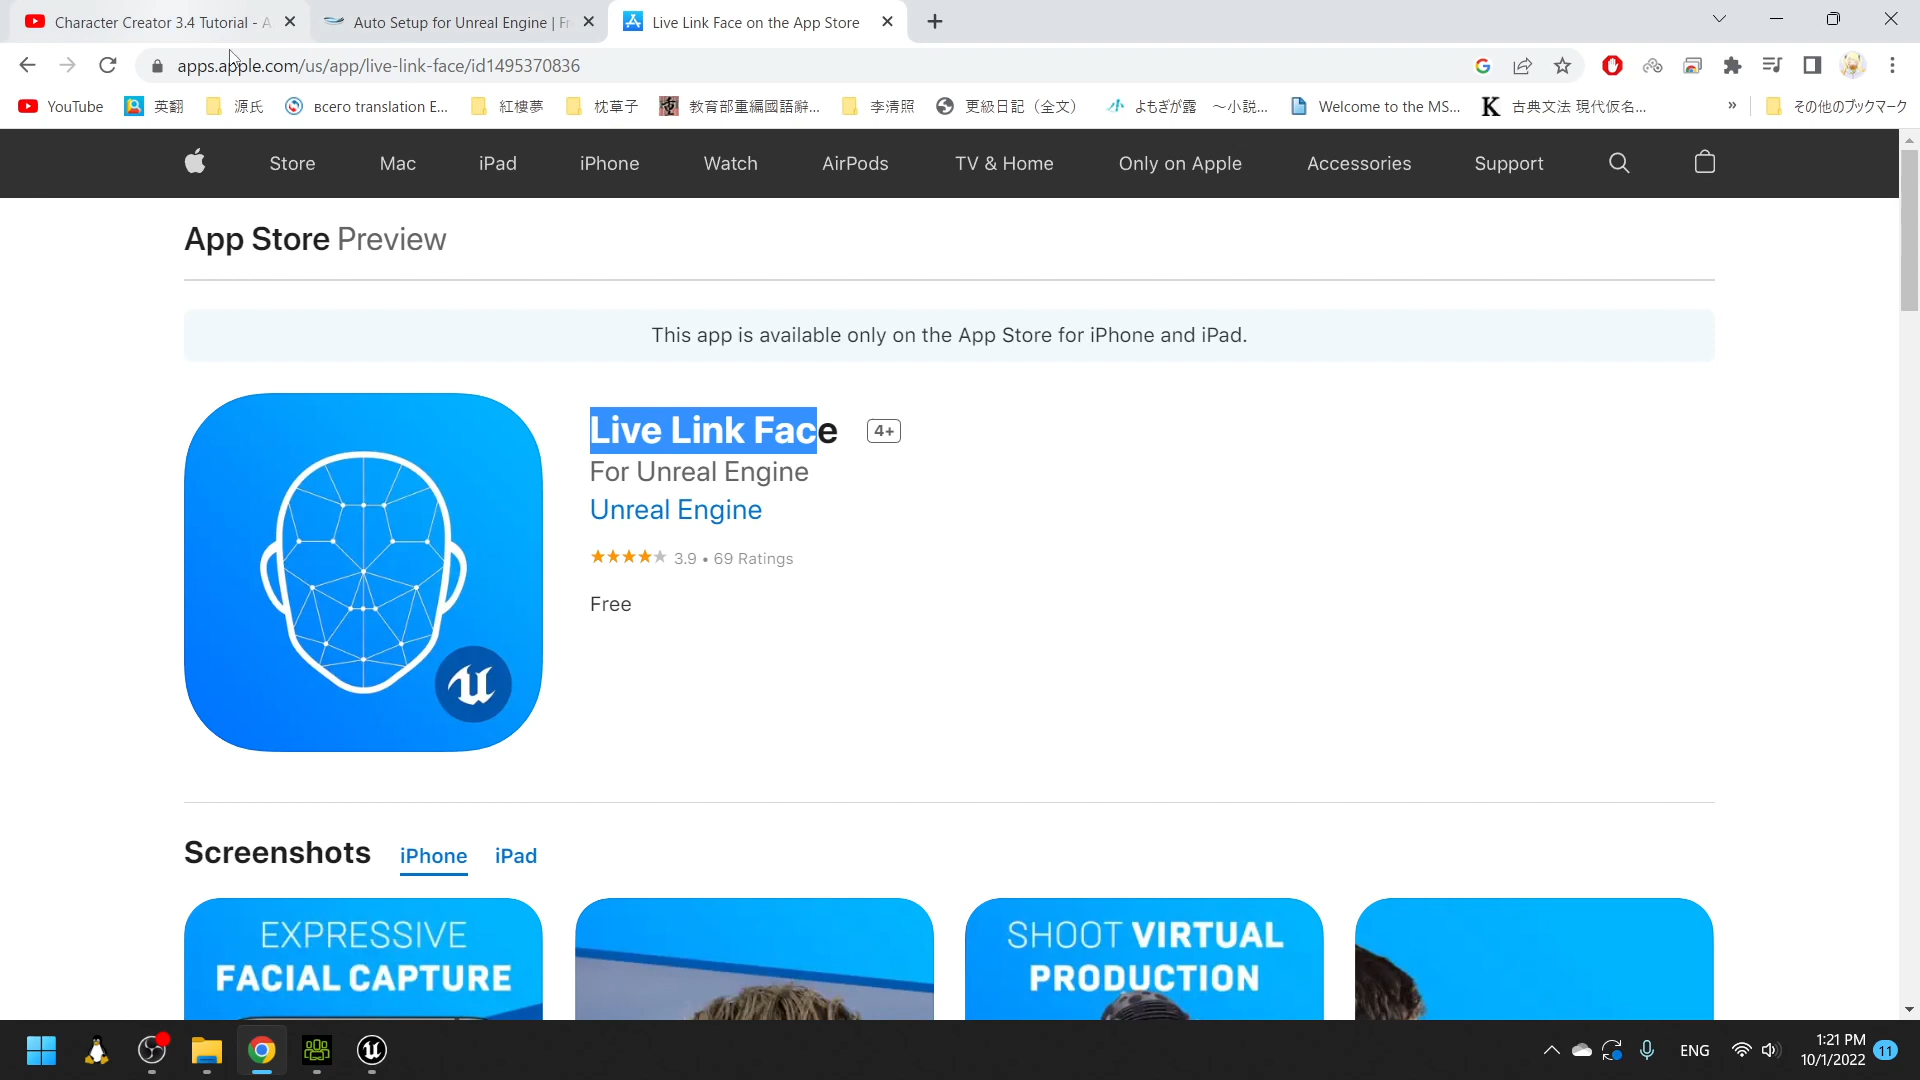 Character Creator 3.4 Tutorial - A
Auto Setup for Unreal Engine | Fr
Live Link Face on the App Store
apps.apple.com/us/app/live-link-face/id1495370836
YouTube
英翻
源氏
всего translation E...
紅樓夢
枕草子
教育部重編國語辭...
李清照
更級日記（全文）
よもぎが露 ～小説...
Welcome to the MS...
古典文法 現代仮名...
»
その他のブックマーク
Store
Mac
iPad
iPhone
Watch
AirPods
TV & Home
Only on Apple
Accessories
Support
App Store Preview
This app is available only on the App Store for iPhone and iPad.
Live Link Face 4+
For Unreal Engine
Unreal Engine
3.9 • 69 Ratings
Free
Screenshots iPhone iPad
EXPRESSIVE
FACIAL CAPTURE
SHOOT VIRTUAL
PRODUCTION
ENG
1:21 PM
10/1/2022
11